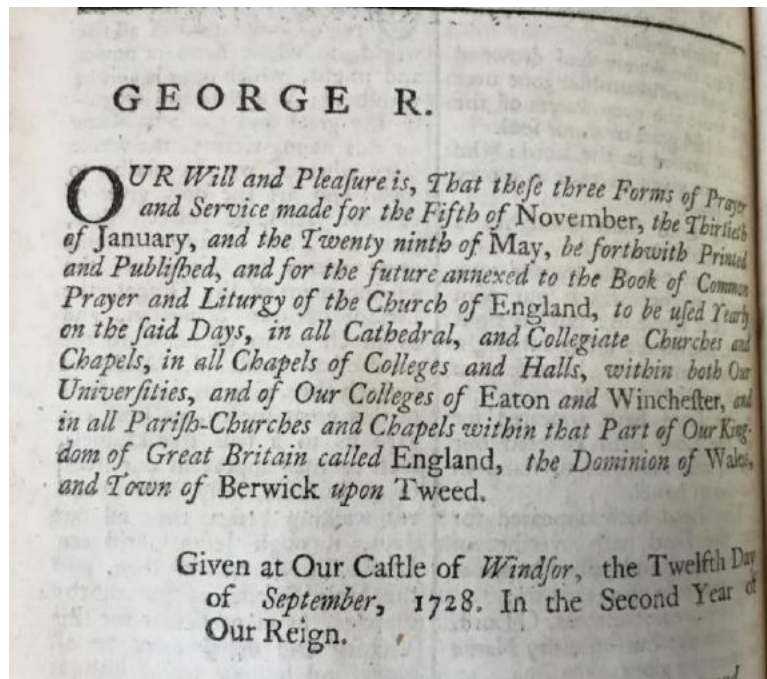 GEORGE R.
OUR Will and Pleaſure is, That theſe three Forms of Prayer
and Service made for the Fifth of November, the Thirtieth
of January, and the Twenty ninth of May, be forthwith Printed
and Publiſhed, and for the future annexed to the Book of Common
Prayer and Liturgy of the Church of England, to be uſed Yearly
on the ſaid Days, in all Cathedral, and Collegiate Churches and
Chapels, in all Chapels of Colleges and Halls, within both Our
Univerſities, and of Our Colleges of Eaton and Wincheſter, and
in all Pariſh-Churches and Chapels within that Part of Our King-
dom of Great Britain called England, the Dominion of Wales,
and Town of Berwick upon Tweed.
Given at Our Caſtle of Windſor, the Twelfth Day
of September, 1728. In the Second Year of
Our Reign.